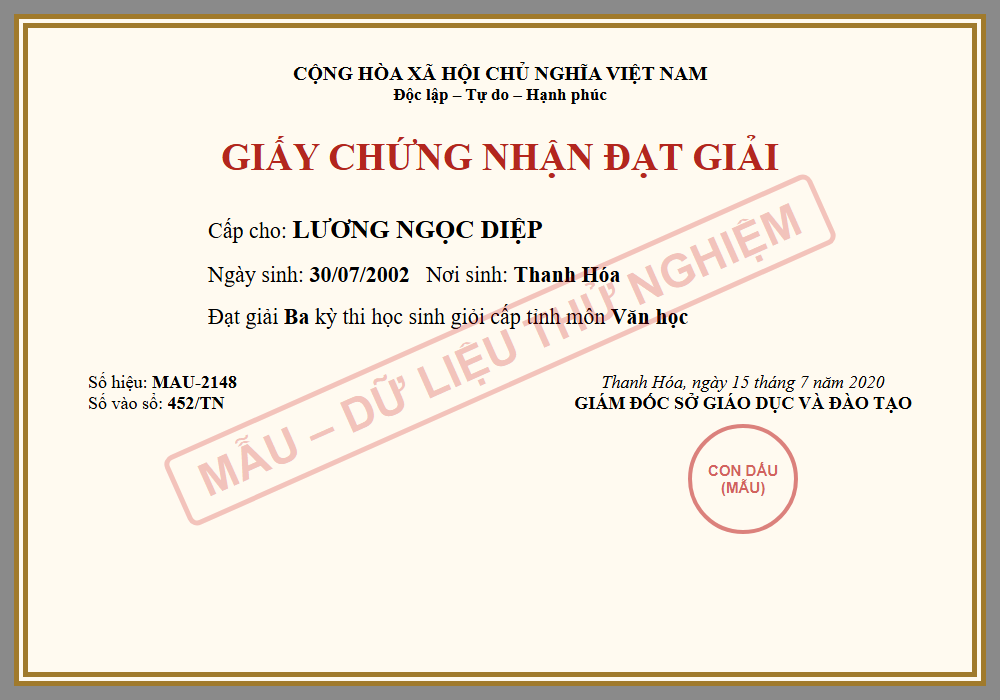 CỘNG HÒA XÃ HỘI CHỦ NGHĨA VIỆT NAM
Độc lập – Tự do – Hạnh phúc
GIẤY CHỨNG NHẬN ĐẠT GIẢI
Cấp cho: LƯƠNG NGỌC DIỆP
Ngày sinh: 30/07/2002 Nơi sinh: Thanh Hóa
Đạt giải Ba kỳ thi học sinh giỏi cấp tỉnh môn Văn học
MẪU – DỮ LIỆU THỬ NGHIỆM
Số hiệu: MAU-2148
Số vào sổ: 452/TN
Thanh Hóa, ngày 15 tháng 7 năm 2020
GIÁM ĐỐC SỞ GIÁO DỤC VÀ ĐÀO TẠO
CON DẤU
(MẪU)